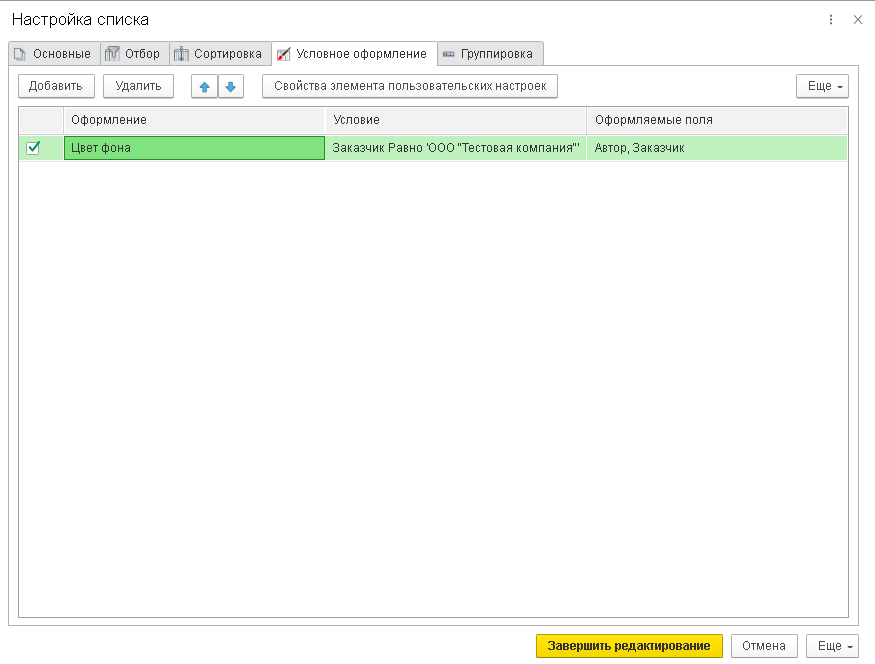 Настройка списка
Основные Отбор Сортировка Условное оформление Группировка
Добавить Удалить Свойства элемента пользовательских настроек Еще
Оформление Условие Оформляемые поля
Цвет фона Заказчик Равно 'ООО "Тестовая компания"' Автор, Заказчик
Завершить редактирование Отмена Еще